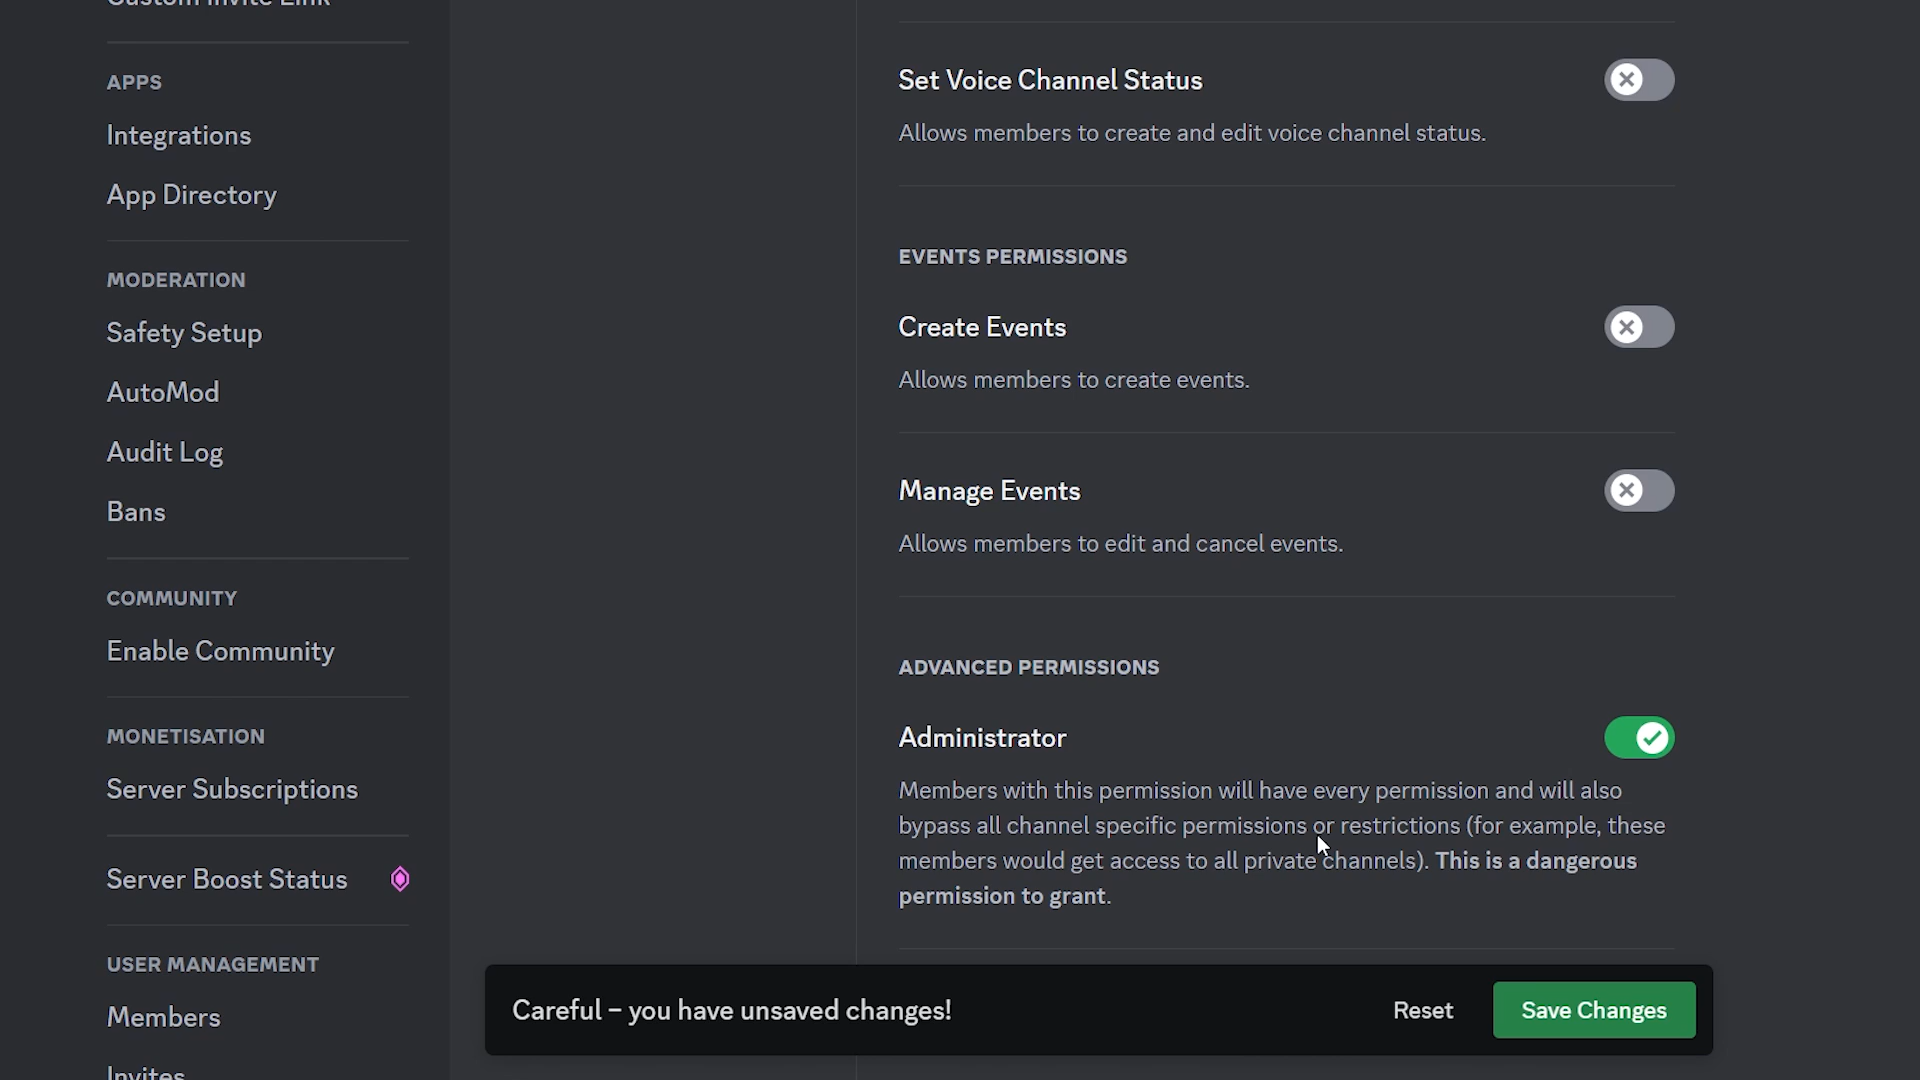 Custom Invite Link
APPS
Integrations
App Directory
MODERATION
Safety Setup
AutoMod
Audit Log
Bans
COMMUNITY
Enable Community
MONETISATION
Server Subscriptions
Server Boost Status
USER MANAGEMENT
Members
Invites
Set Voice Channel Status
Allows members to create and edit voice channel status.
EVENTS PERMISSIONS
Create Events
Allows members to create events.
Manage Events
Allows members to edit and cancel events.
ADVANCED PERMISSIONS
Administrator
Members with this permission will have every permission and will also
bypass all channel specific permissions or restrictions (for example, these
members would get access to all private channels). This is a dangerous
permission to grant.
Careful – you have unsaved changes!
Reset
Save Changes